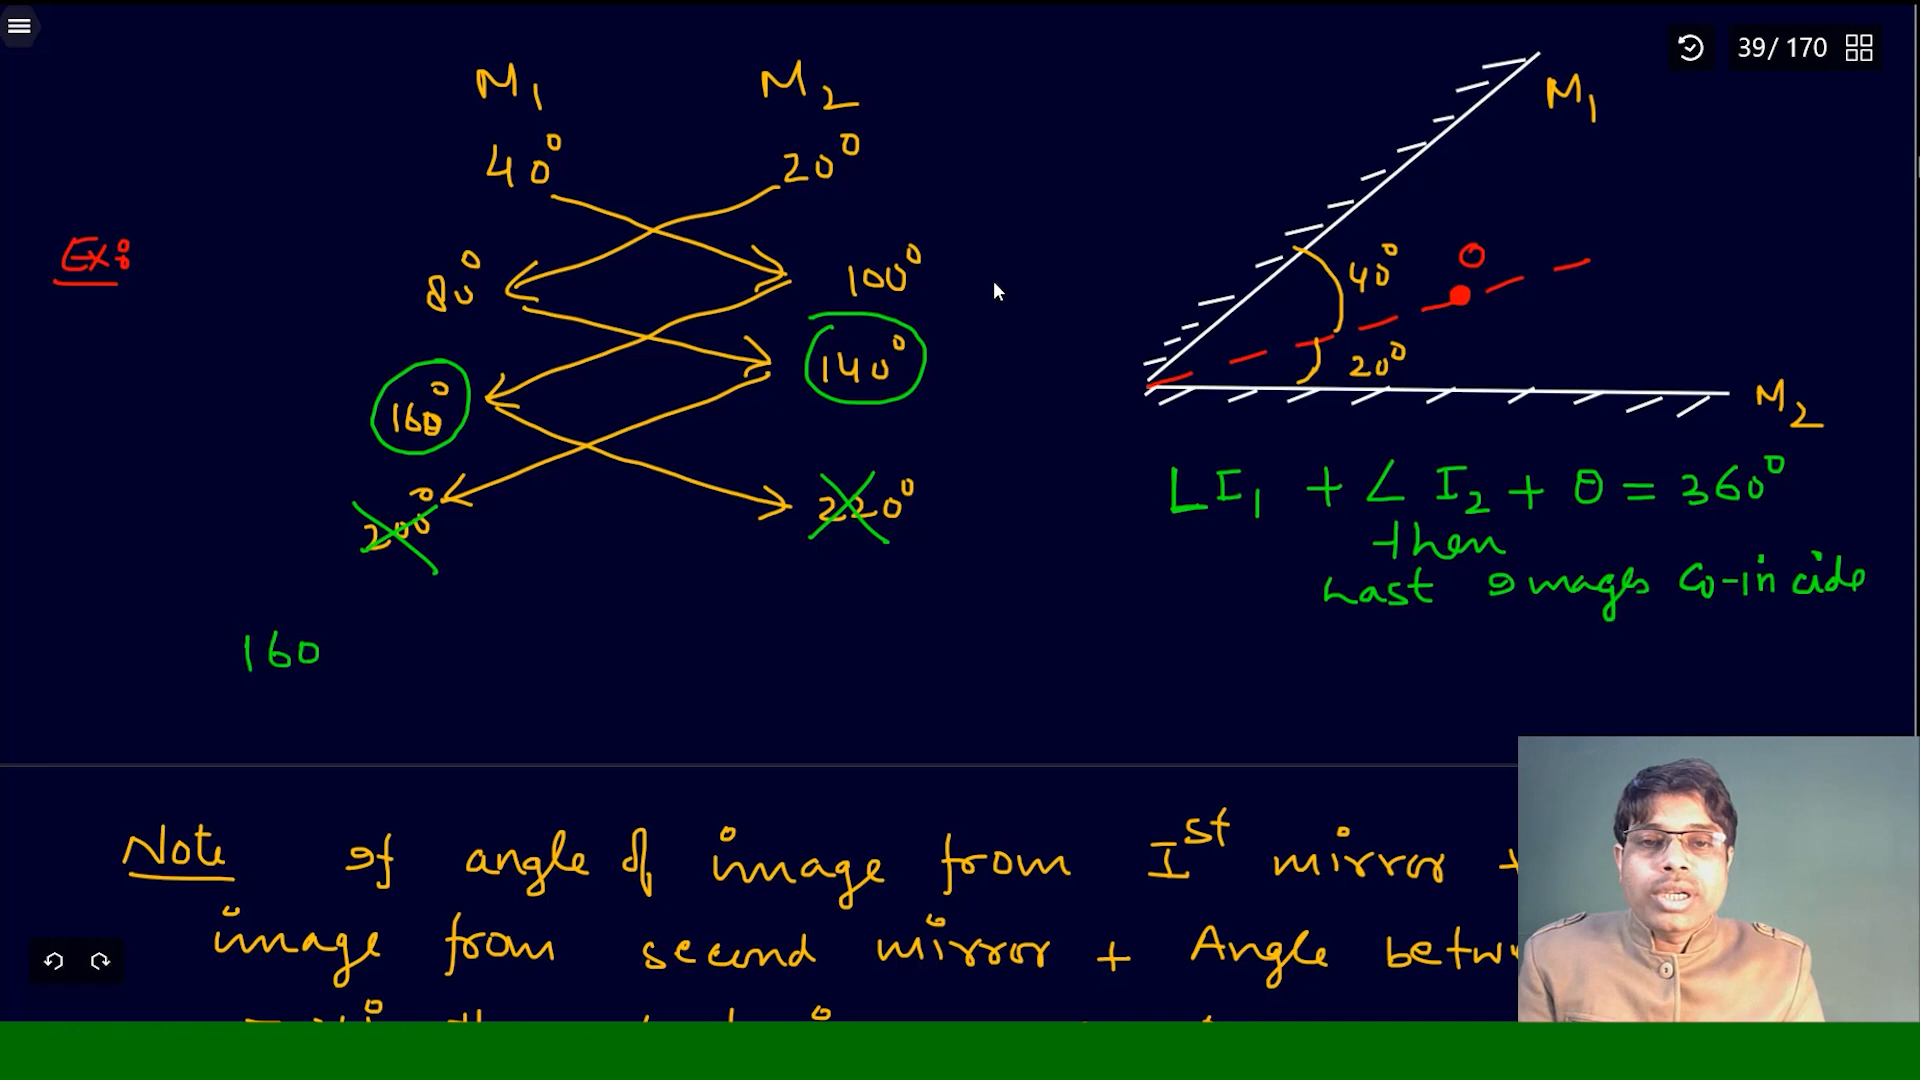 39/ 170
M1 M2
40° 20°
Ex:
80° 100°
160° 140°
200° 220°
160
M1
O
40°
20°
M2
∠I1 + ∠I2 + θ = 360°
then
Last Images Co-incide
Note If angle of image from Ist mirror +
image from second mirror + Angle betw